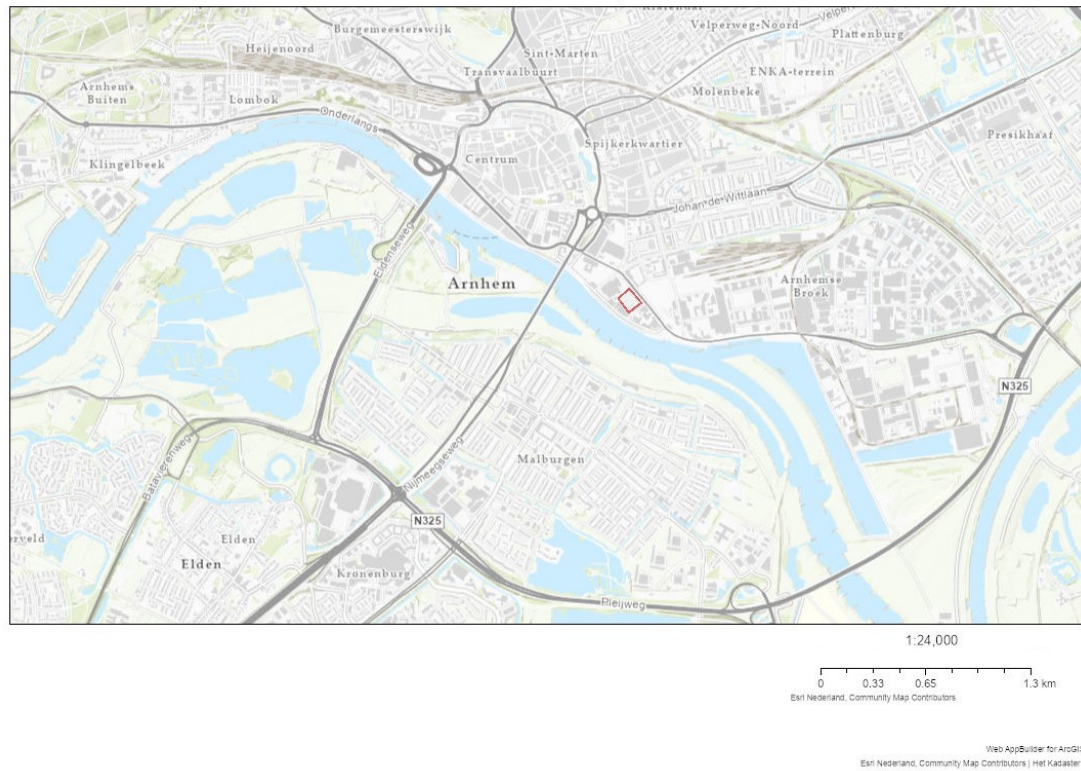 Burgemeesterswijk
Velperweg-Noord
Plattenburg
Sint-Marten
Heijenoord
Transvaalbuurt
ENKA-terrein
Arnhems
Buiten
Lombok
Molenbeke
Onderlangs
Presikhaaf
Klingelbeek
Centrum
Spijkerkwartier
Johan-de-Wittlaan
Eldenseweg
Arnhem
Arnhemse
Broek
N325
Batavierenweg
Nijmeegseweg
Malburgen
N325
Elden
Elden
Kronenburg
Pleijweg
1:24,000
0 0.33 0.65 1.3 km
Esri Nederland, Community Map Contributors
Web AppBuilder for ArcGIS
Esri Nederland, Community Map Contributors | Het Kadaster